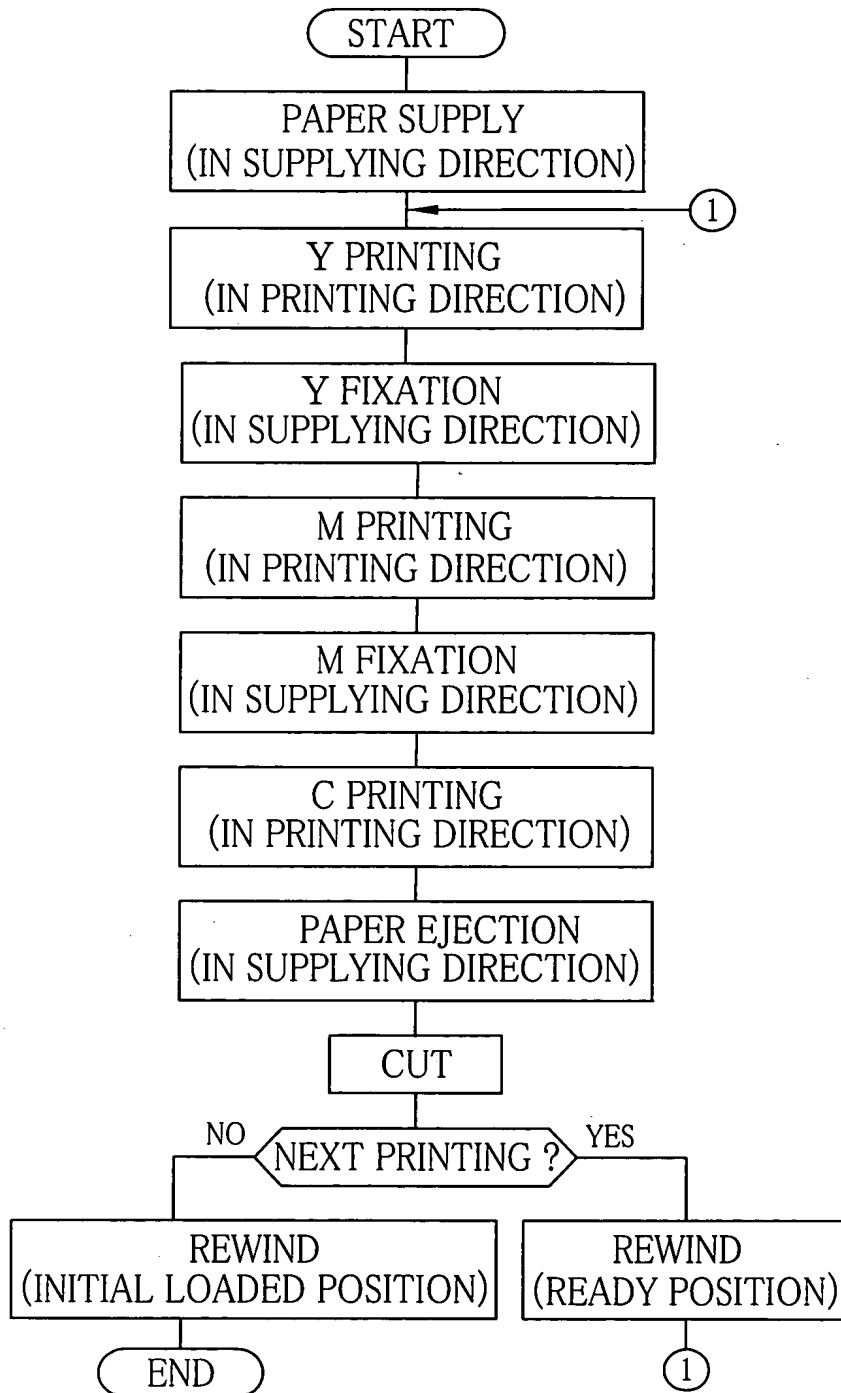 START
PAPER SUPPLY
(IN SUPPLYING DIRECTION)
1
Y PRINTING
(IN PRINTING DIRECTION)
Y FIXATION
(IN SUPPLYING DIRECTION)
M PRINTING
(IN PRINTING DIRECTION)
M FIXATION
(IN SUPPLYING DIRECTION)
C PRINTING
(IN PRINTING DIRECTION)
PAPER EJECTION
(IN SUPPLYING DIRECTION)
CUT
NO
NEXT PRINTING ?
YES
REWIND
(INITIAL LOADED POSITION)
REWIND
(READY POSITION)
END
1